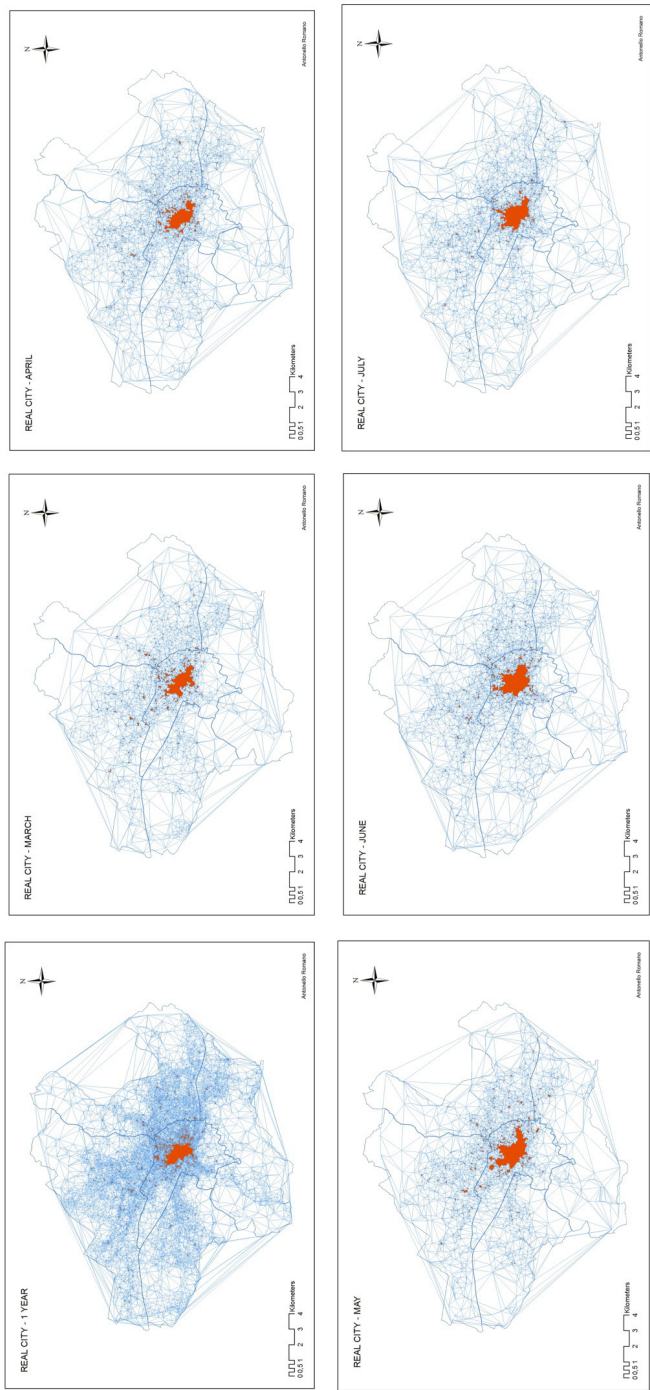 REAL CITY - 1 YEAR
N
Kilometers
0 0,5 1 2 3 4
Antonello Romano
REAL CITY - MARCH
N
Kilometers
0 0,5 1 2 3 4
Antonello Romano
REAL CITY - APRIL
N
Kilometers
0 0,5 1 2 3 4
Antonello Romano
REAL CITY - MAY
N
Kilometers
0 0,5 1 2 3 4
Antonello Romano
REAL CITY - JUNE
N
Kilometers
0 0,5 1 2 3 4
Antonello Romano
REAL CITY - JULY
N
Kilometers
0 0,5 1 2 3 4
Antonello Romano